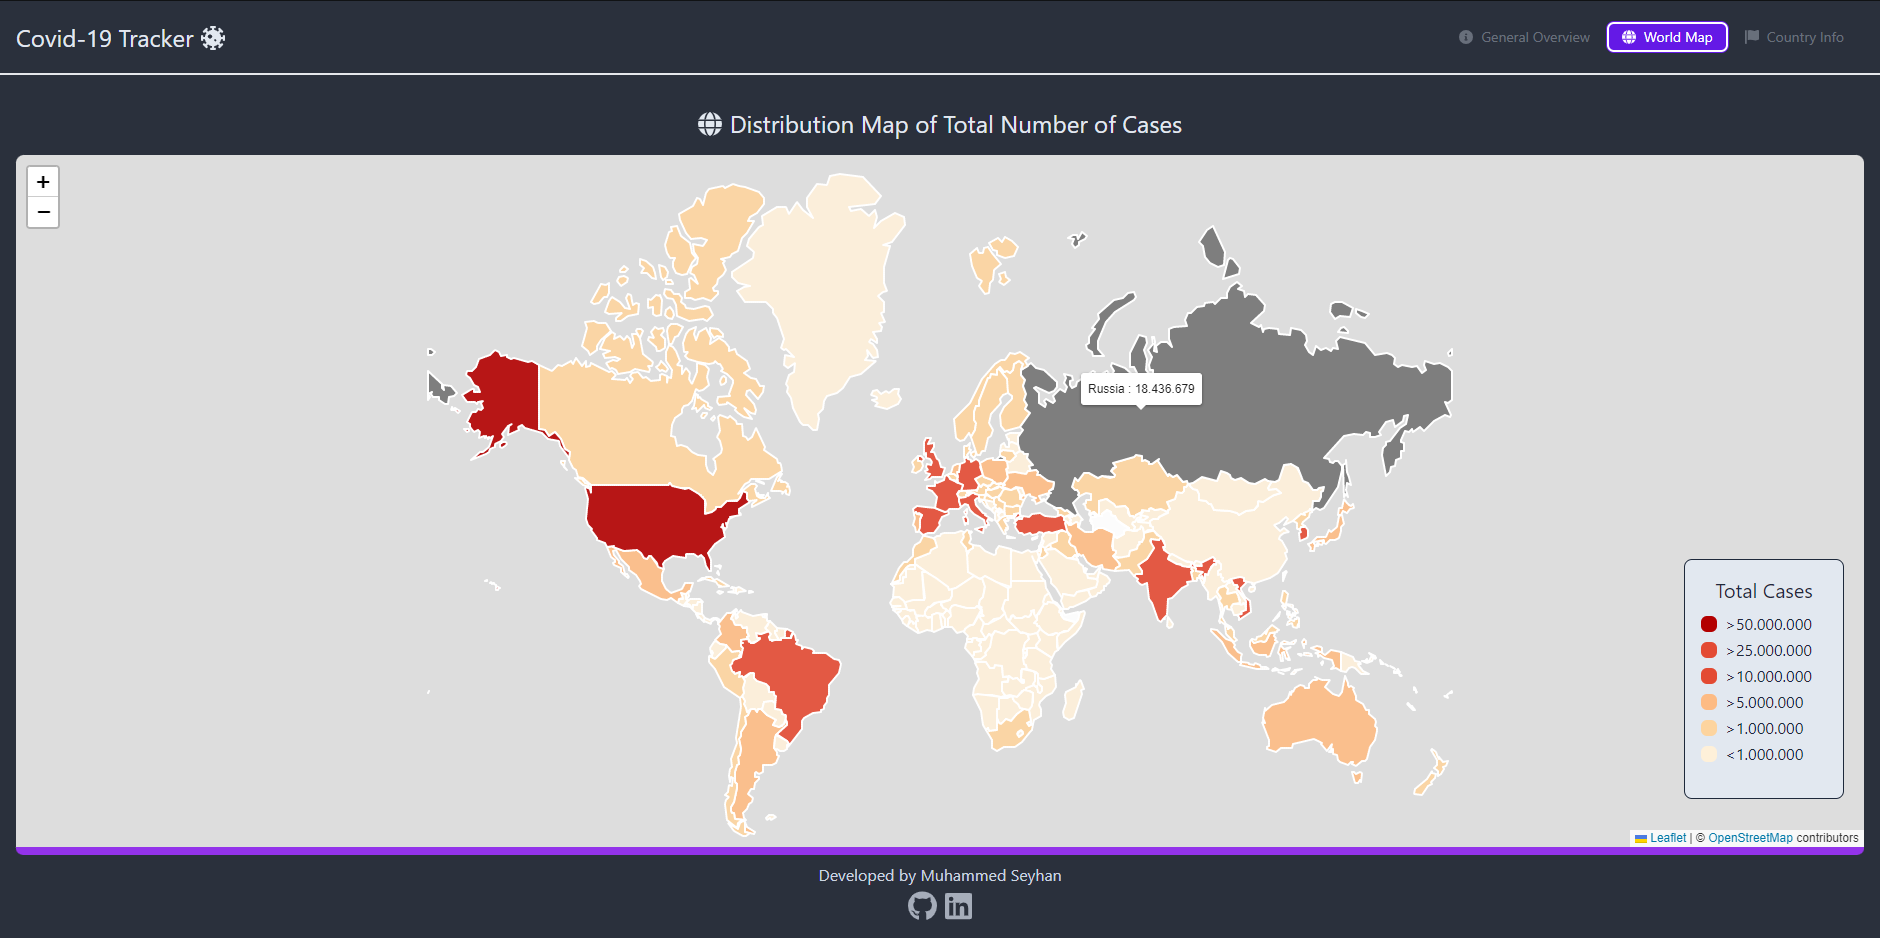 Covid-19 Tracker
General Overview
World Map
Country Info
Distribution Map of Total Number of Cases
+
−
Russia : 18.436.679
Total Cases
>50.000.000
>25.000.000
>10.000.000
>5.000.000
>1.000.000
<1.000.000
Leaflet | © OpenStreetMap contributors
Developed by Muhammed Seyhan